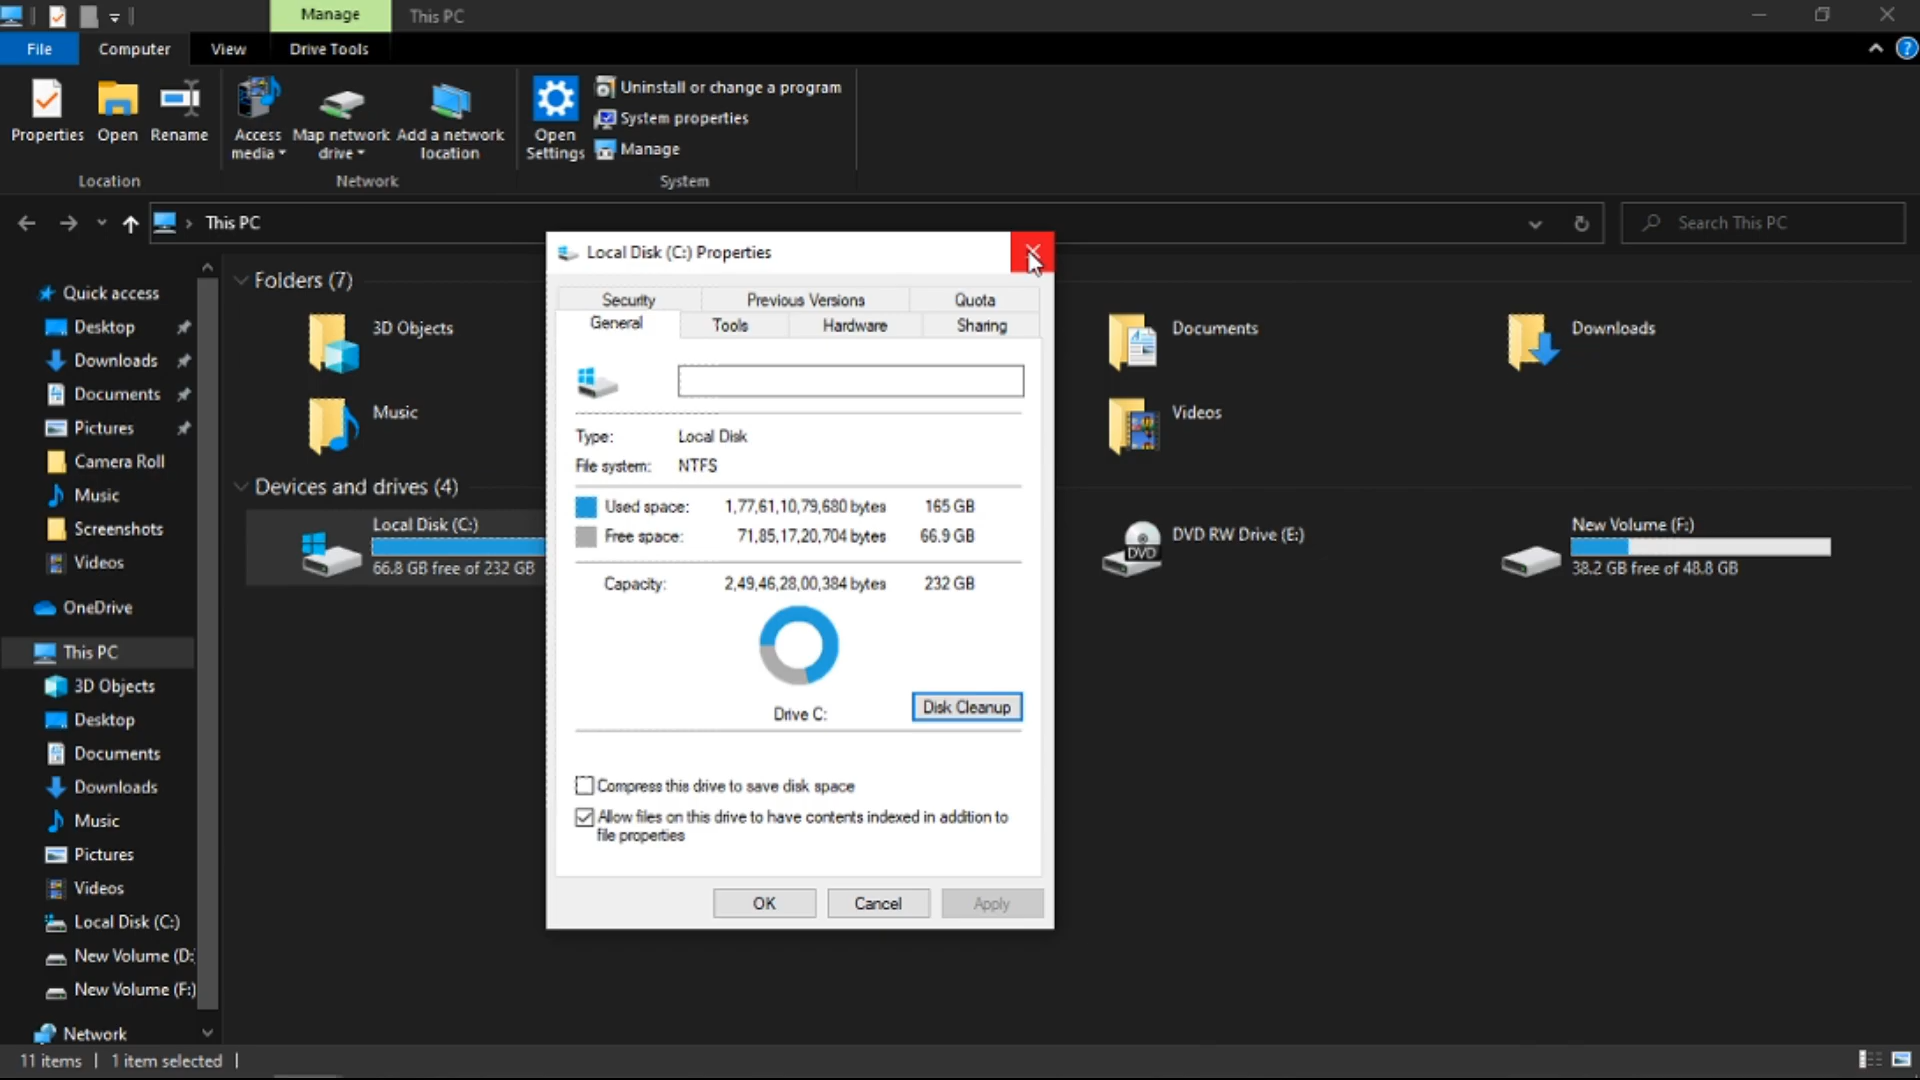 Manage
This PC
File
Computer
View
Drive Tools
Properties
Open
Rename
Access media
Map network drive
Add a network location
Open Settings
Uninstall or change a program
System properties
Manage
Location
Network
System
This PC
Search This PC
Quick access
Desktop
Downloads
Documents
Pictures
Camera Roll
Music
Screenshots
Videos
OneDrive
This PC
3D Objects
Desktop
Documents
Downloads
Music
Pictures
Videos
Local Disk (C:)
New Volume (D:
New Volume (F:)
Network
Folders (7)
3D Objects
Documents
Downloads
Music
Videos
Devices and drives (4)
Local Disk (C:)
66.8 GB free of 232 GB
DVD RW Drive (E:)
DVD
New Volume (F:)
38.2 GB free of 48.8 GB
Local Disk (C:) Properties
Security
Previous Versions
Quota
General
Tools
Hardware
Sharing
Type: Local Disk
File system: NTFS
Used space: 1,77,61,10,79,680 bytes 165 GB
Free space: 71,85,17,20,704 bytes 66.9 GB
Capacity: 2,49,46,28,00,384 bytes 232 GB
Drive C:
Disk Cleanup
Compress this drive to save disk space
Allow files on this drive to have contents indexed in addition to
file properties
OK
Cancel
Apply
11 items
1 item selected